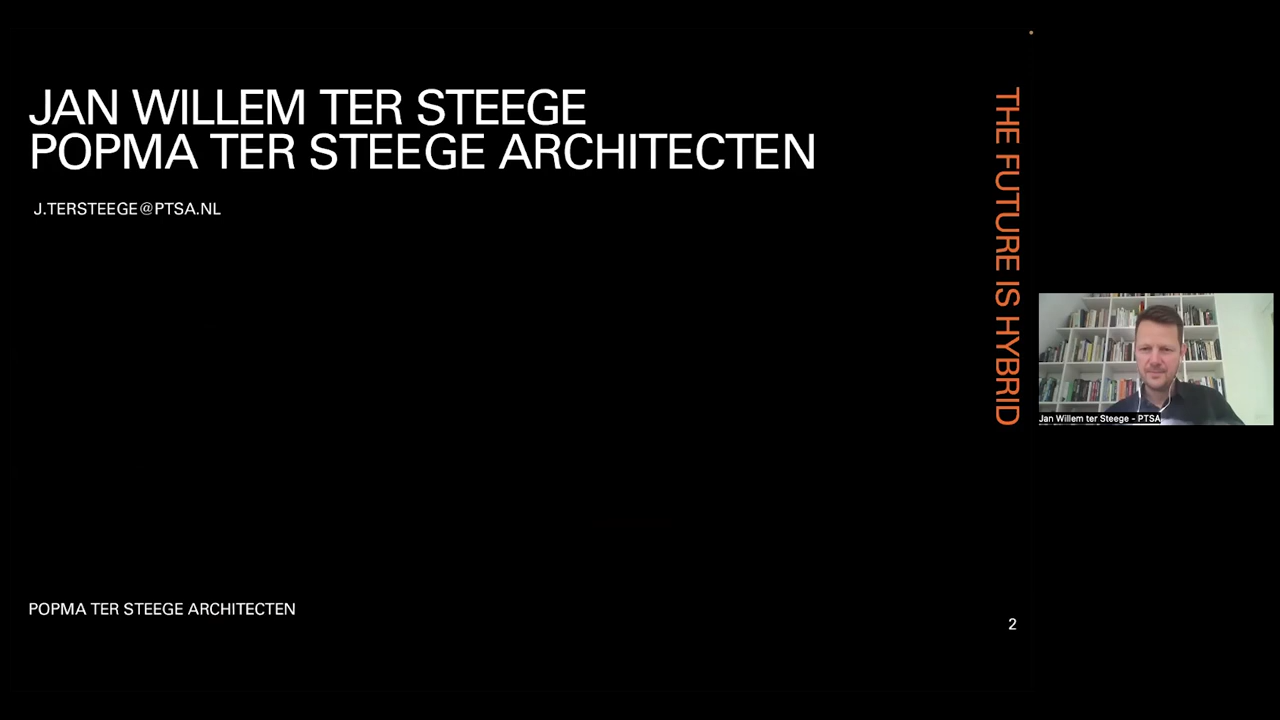 JAN WILLEM TER STEEGE
POPMA TER STEEGE ARCHITECTEN
J.TERSTEEGE@PTSA.NL
THE FUTURE IS HYBRID
Jan Willem ter Steege - PTSA
POPMA TER STEEGE ARCHITECTEN
2